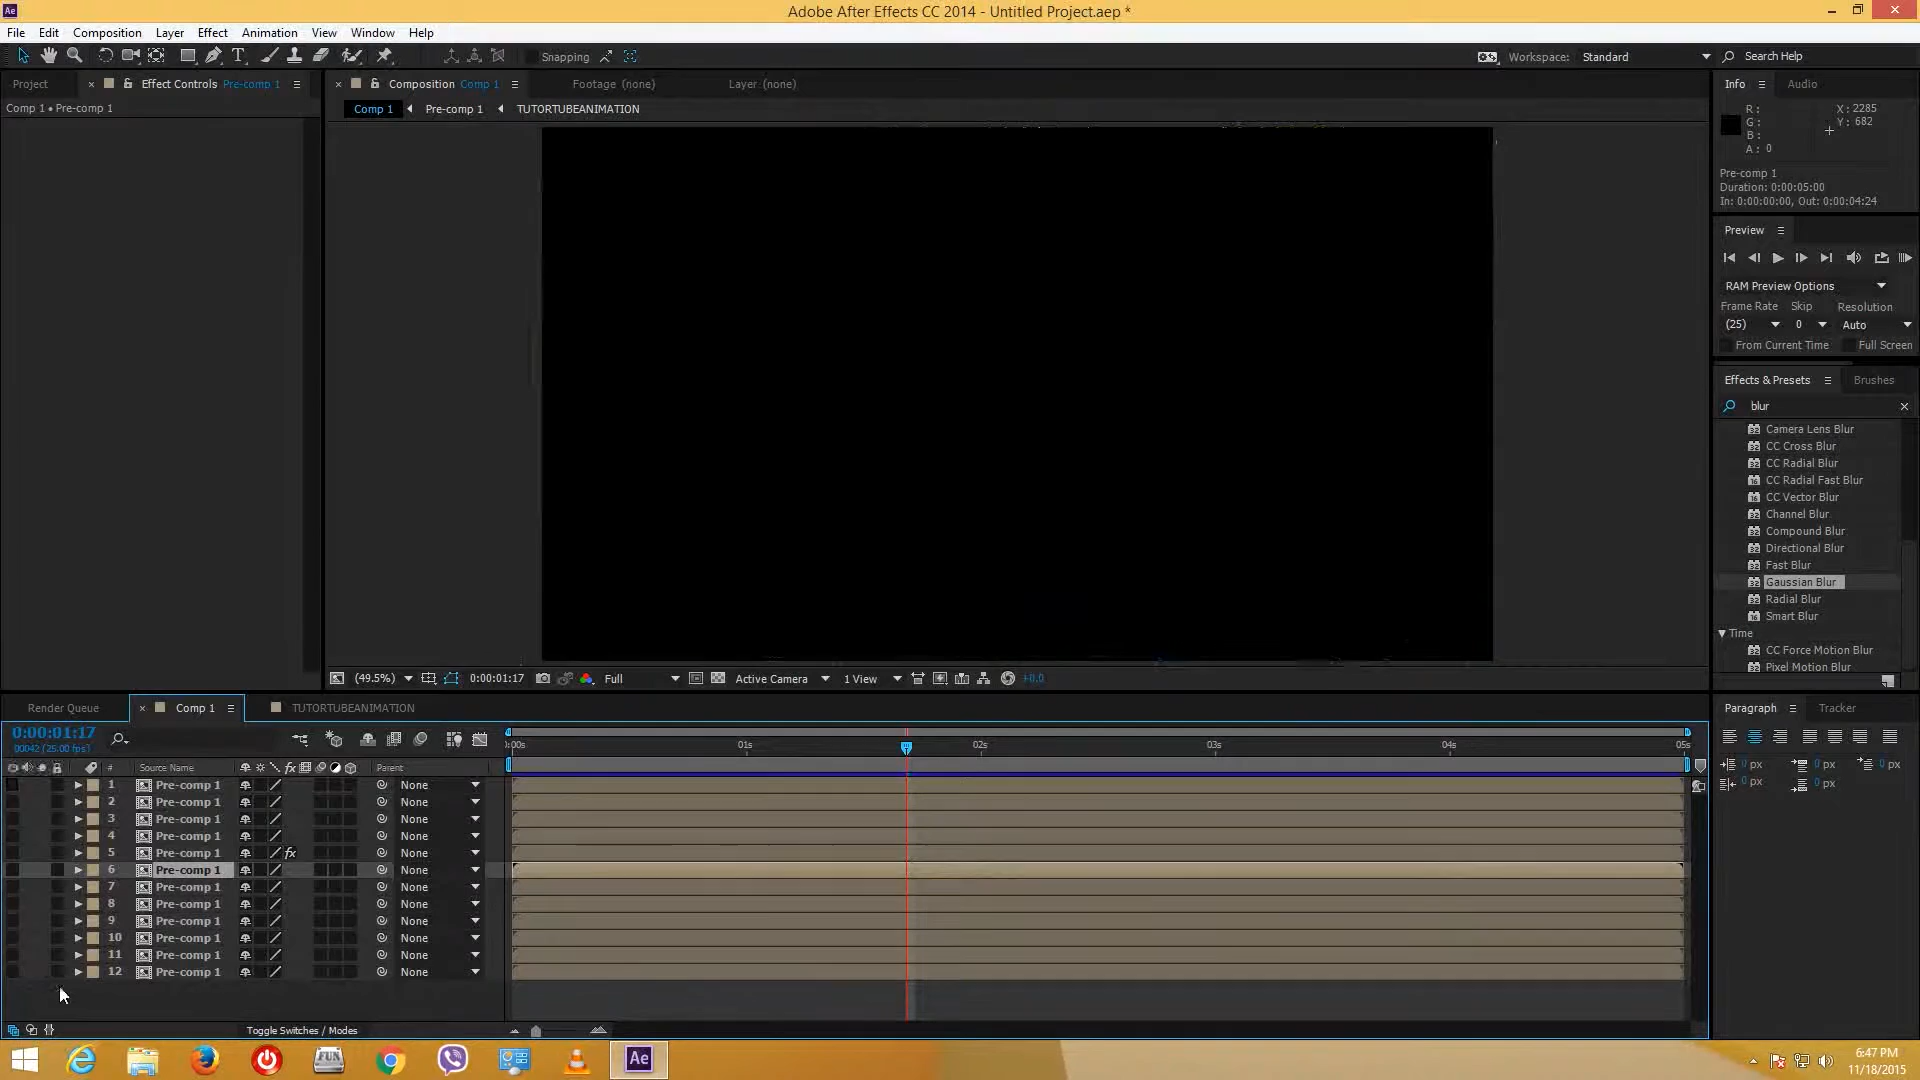 Adobe After Effects CC 2014 - Untitled Project.aep *
File Edit Composition Layer Effect Animation View Window Help
Snapping
Workspace: Standard
Search Help
Project
Effect Controls Pre-comp 1
Composition Comp 1
Footage (none)
Layer (none)
Info
Audio
Comp 1 • Pre-comp 1
Comp 1
Pre-comp 1
TUTORTUBEANIMATION
R :
G :
B :
A : 0
X : 2285
Y : 682
Pre-comp 1
Duration: 0:00:05:00
In: 0:00:00:00, Out: 0:00:04:24
Preview
RAM Preview Options
Frame Rate Skip Resolution
(25) 0 Auto
From Current Time Full Screen
Effects & Presets
Brushes
blur
Camera Lens Blur
CC Cross Blur
CC Radial Blur
CC Radial Fast Blur
CC Vector Blur
Channel Blur
Compound Blur
Directional Blur
Fast Blur
Gaussian Blur
Radial Blur
Smart Blur
Time
CC Force Motion Blur
Pixel Motion Blur
(49.5%)
0:00:01:17
Full
Active Camera
1 View
+0.0
Render Queue
Comp 1
TUTORTUBEANIMATION
Paragraph
Tracker
0:00:01:17
00042 (25.00 fps)
:00s 01s 02s 03s 04s 05s
# Source Name fx Parent
1 Pre-comp 1 None
2 Pre-comp 1 None
3 Pre-comp 1 None
4 Pre-comp 1 None
5 Pre-comp 1 fx None
6 Pre-comp 1 None
7 Pre-comp 1 None
8 Pre-comp 1 None
9 Pre-comp 1 None
10 Pre-comp 1 None
11 Pre-comp 1 None
12 Pre-comp 1 None
0 px 0 px 0 px
0 px 0 px
Toggle Switches / Modes
FUN
Ae
6:47 PM
11/18/2015